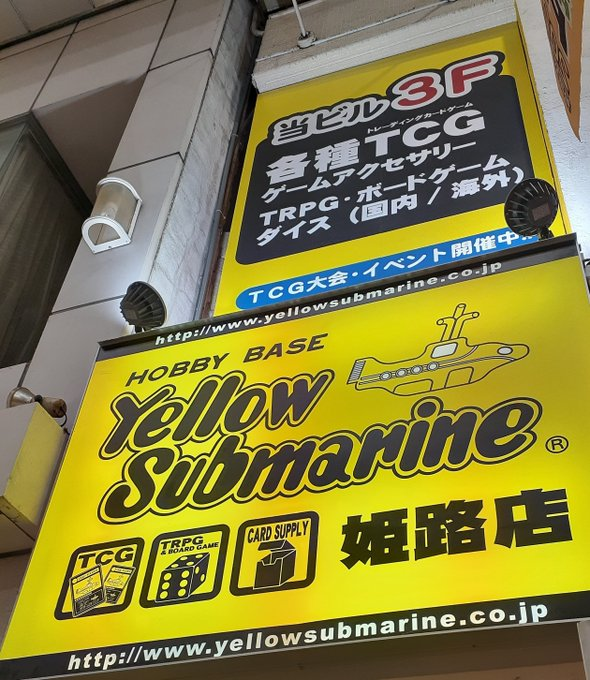 当ビル3F
トレーディングカードゲーム
各種TCG
ゲームアクセサリー
TRPG・ボードゲーム
ダイス(国内/海外)
TCG大会・イベント開催中
http://www.yellowsubmarine.co.jp
HOBBY BASE
Yellow
Submarine®
TCG
TRPG
& BOARD GAME
CARD SUPPLY
姫路店
http://www.yellowsubmarine.co.jp